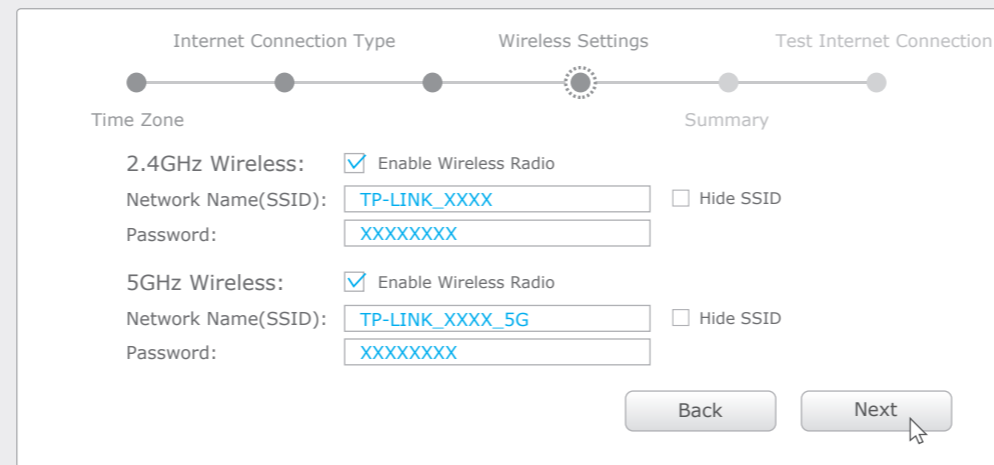 Internet Connection Type Wireless Settings Test Internet Connection
Time Zone Summary
2.4GHz Wireless: Enable Wireless Radio
Network Name(SSID): TP-LINK_XXXX Hide SSID
Password: XXXXXXXX
5GHz Wireless: Enable Wireless Radio
Network Name(SSID): TP-LINK_XXXX_5G Hide SSID
Password: XXXXXXXX
Back Next